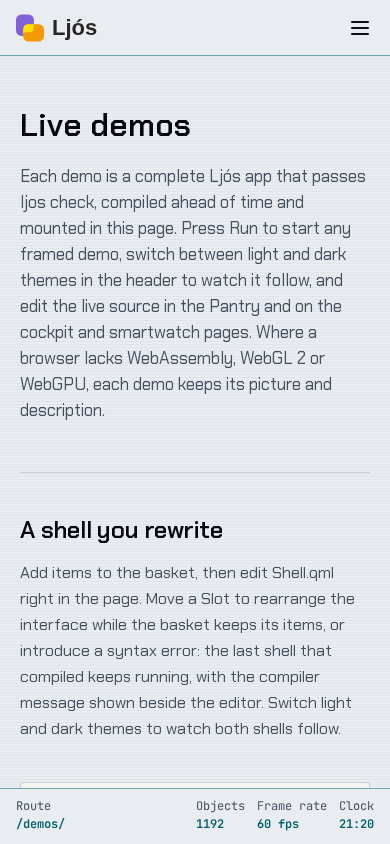 Ljós
Live demos
Each demo is a complete Ljós app that passes
ljos check, compiled ahead of time and
mounted in this page. Press Run to start any
framed demo, switch between light and dark
themes in the header to watch it follow, and
edit the live source in the Pantry and on the
cockpit and smartwatch pages. Where a
browser lacks WebAssembly, WebGL 2 or
WebGPU, each demo keeps its picture and
description.
A shell you rewrite
Add items to the basket, then edit Shell.qml
right in the page. Move a Slot to rearrange the
interface while the basket keeps its items, or
introduce a syntax error: the last shell that
compiled keeps running, with the compiler
message shown beside the editor. Switch light
and dark themes to watch both shells follow.
Route Objects Frame rate Clock
/demos/ 1192 60 fps 21:20